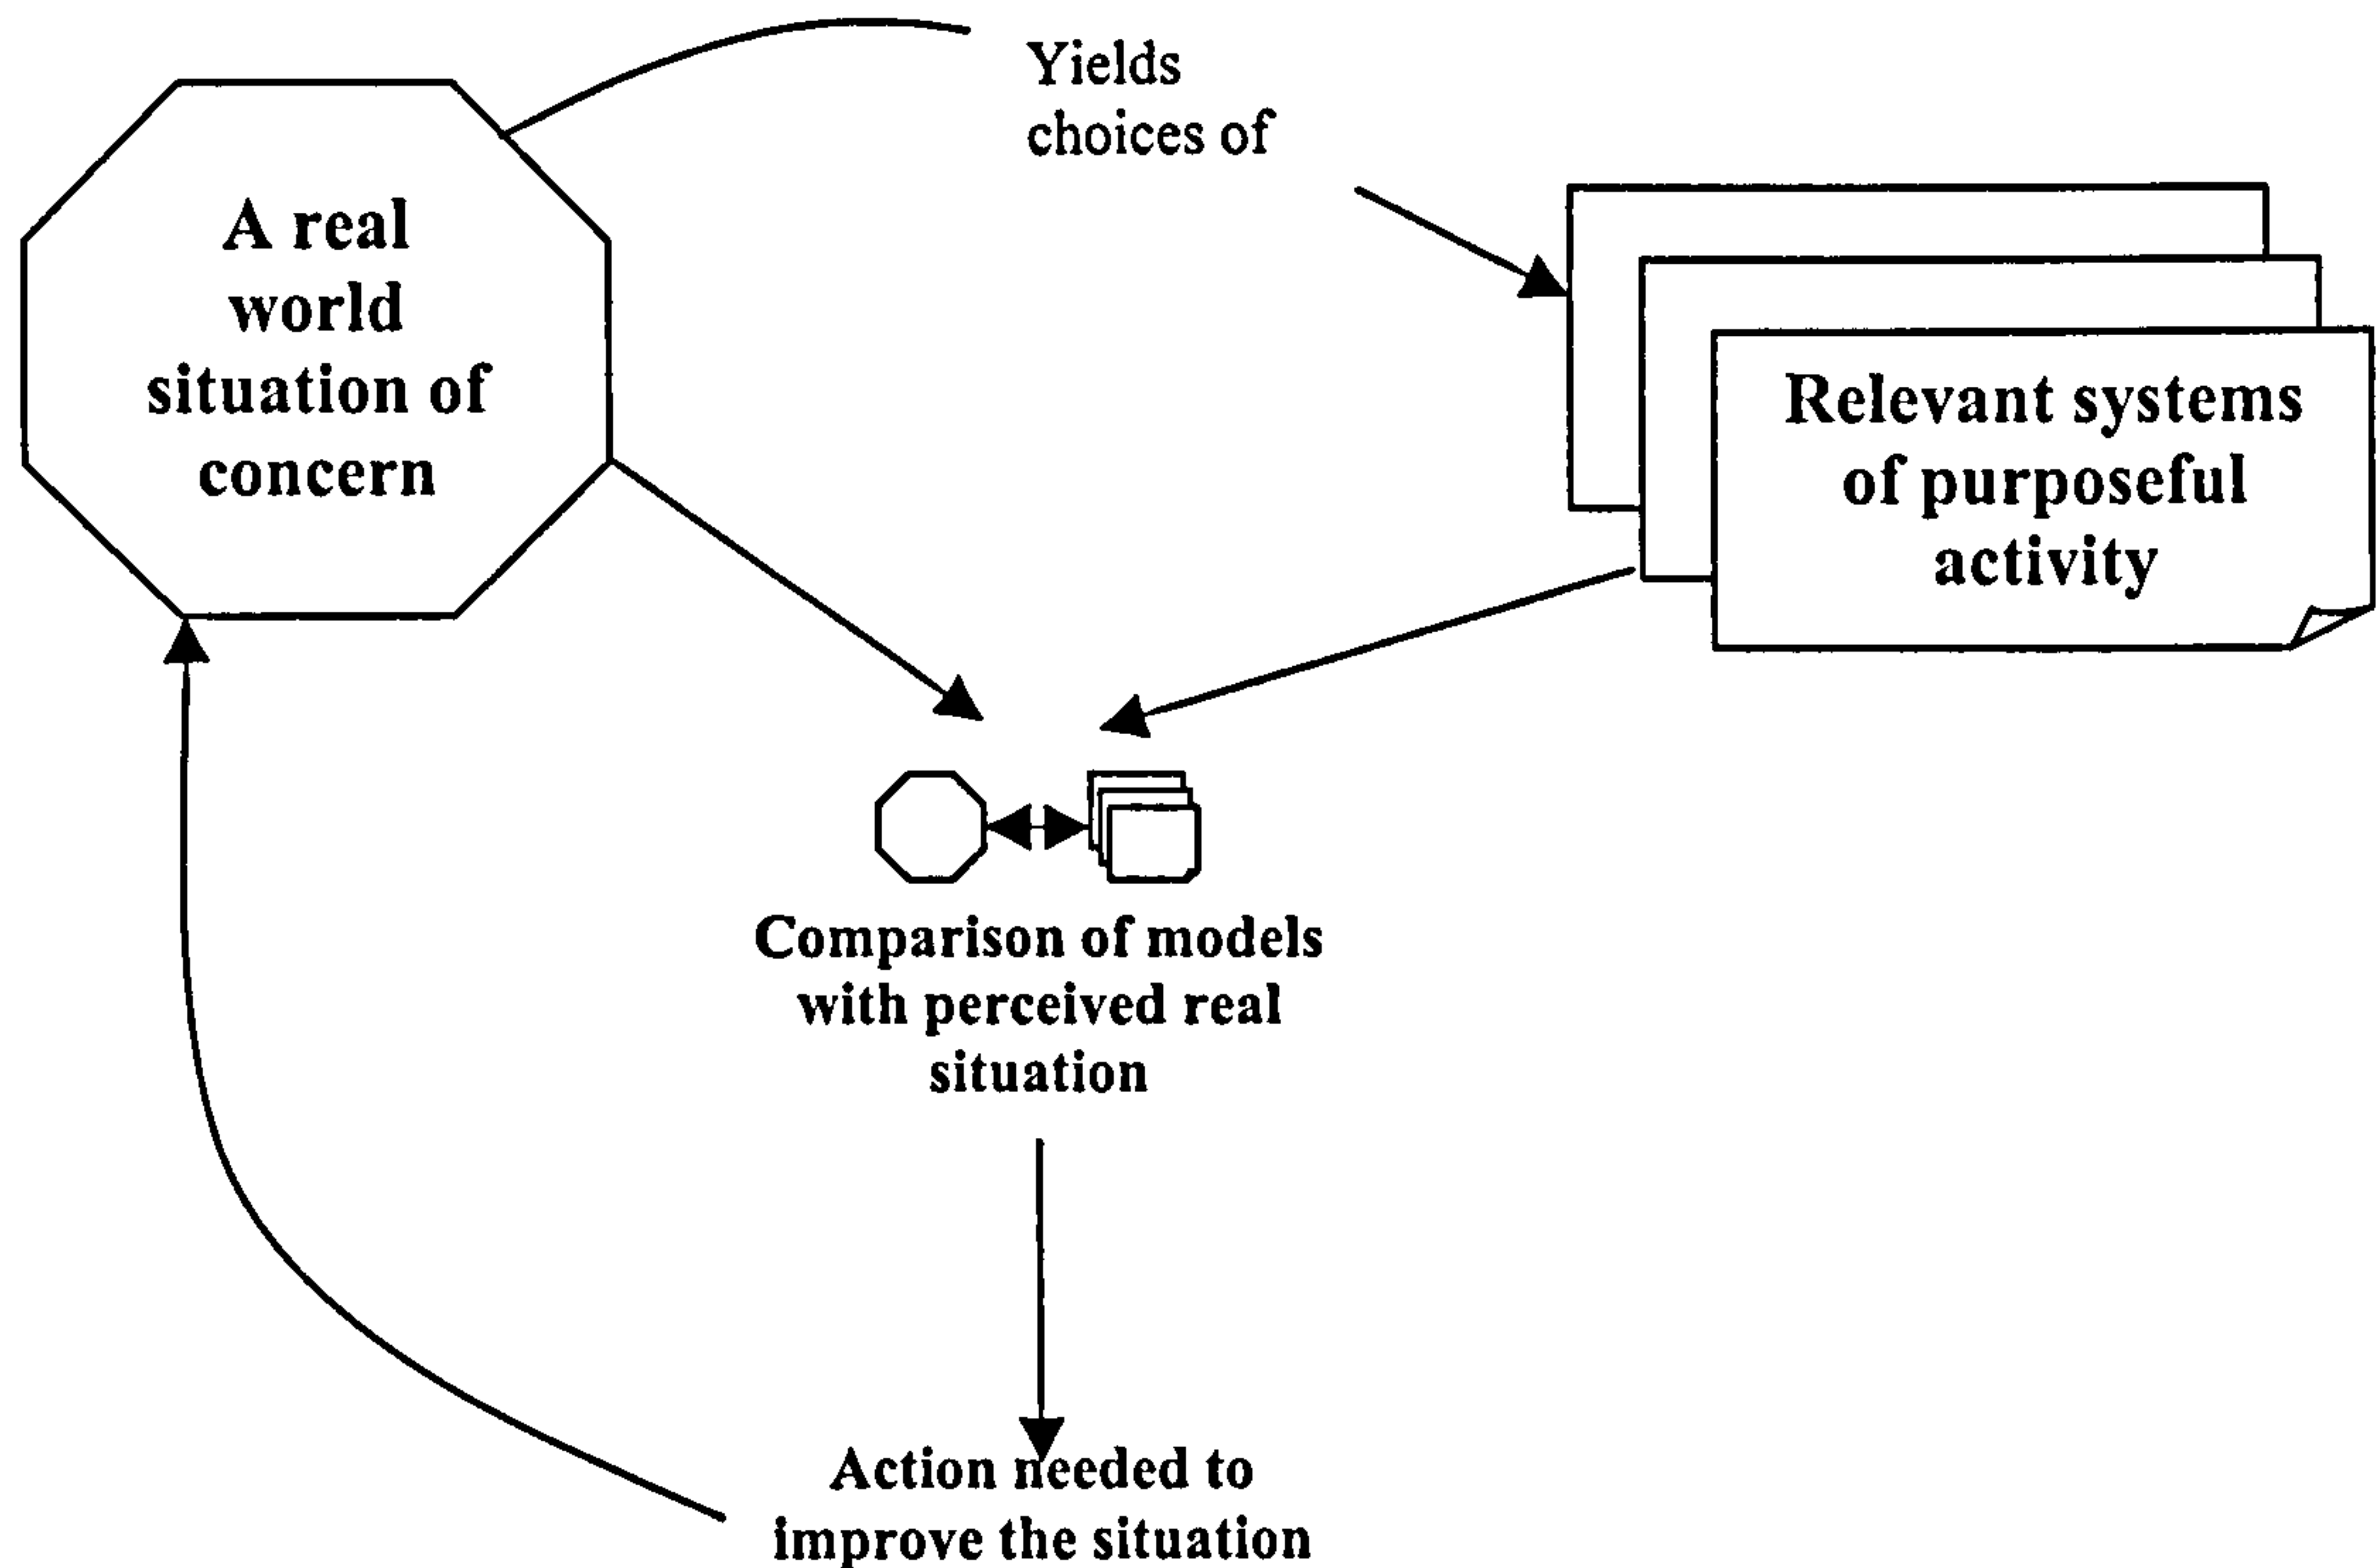 Yields
choices of
A real
world
situation of
concern
Relevant systems
of purposeful
activity
Comparison of models
with perceived real
situation
Action needed to
improve the situation